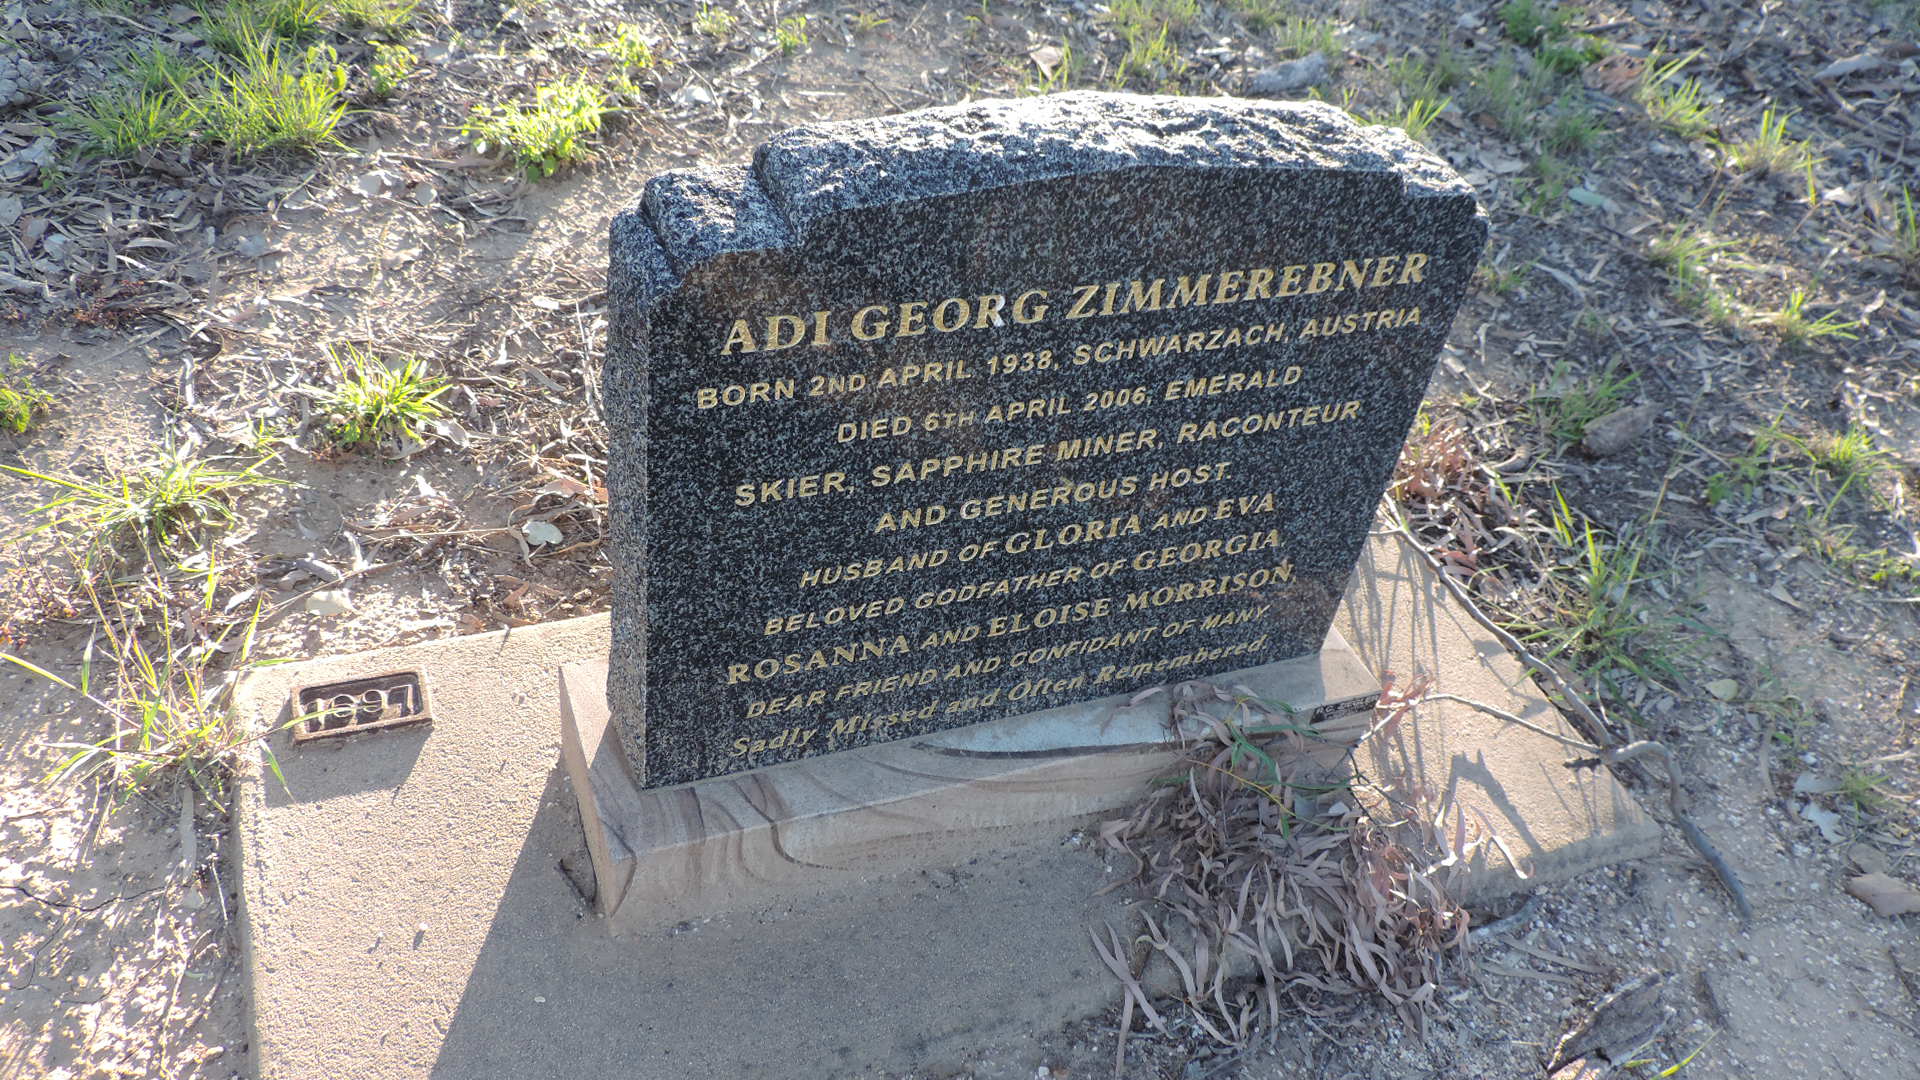 ADI GEORG ZIMMEREBNER
BORN 2ND APRIL 1938, SCHWARZACH, AUSTRIA
DIED 6TH APRIL 2006, EMERALD
SKIER, SAPPHIRE MINER, RACONTEUR
AND GENEROUS HOST.
HUSBAND OF GLORIA AND EVA
BELOVED GODFATHER OF GEORGIA,
ROSANNA AND ELOISE MORRISON,
DEAR FRIEND AND CONFIDANT OF MANY
Sadly Missed and Often Remembered.
1997